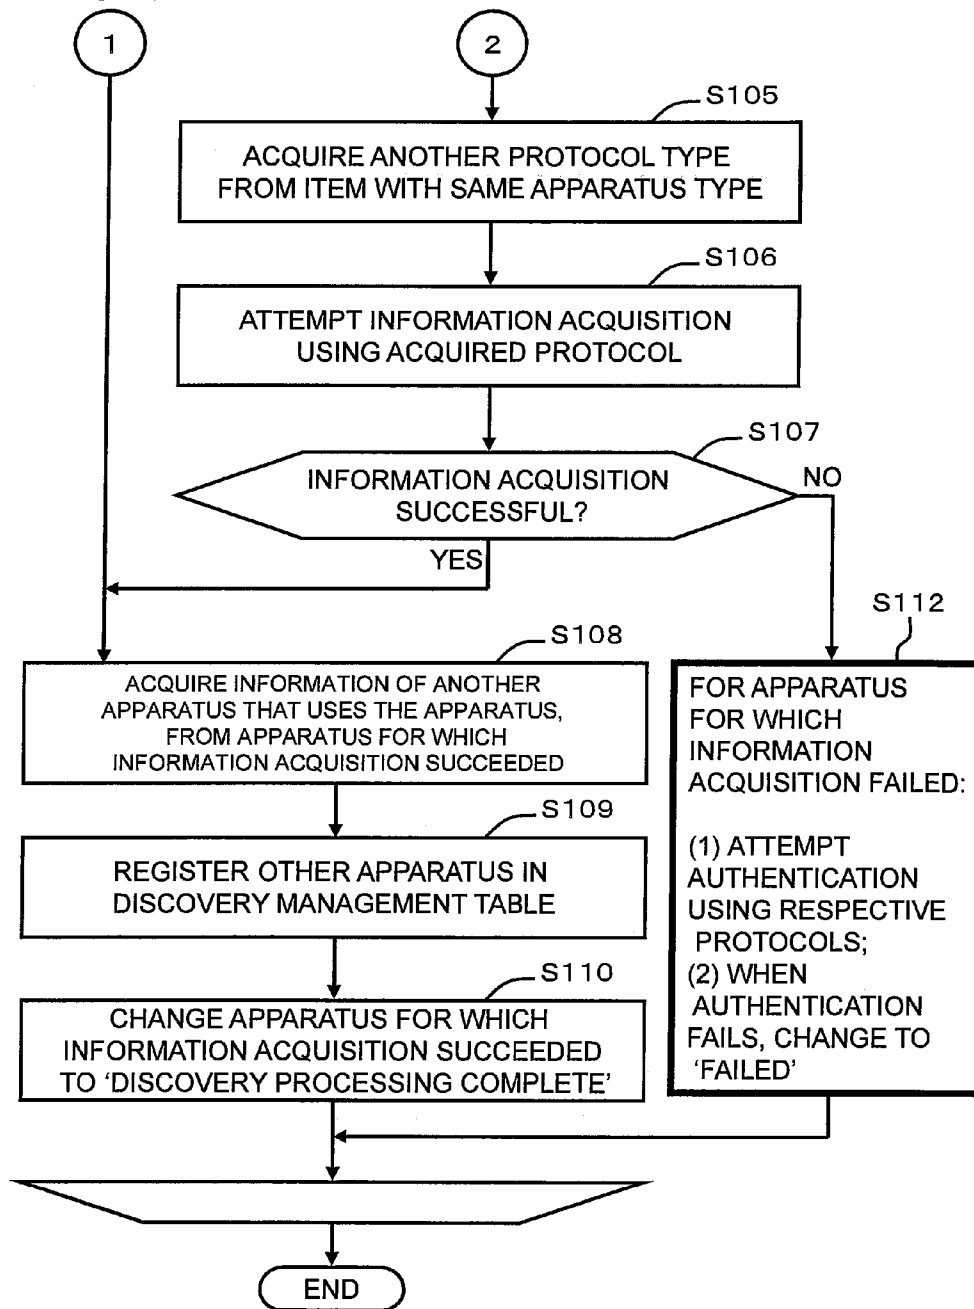 1
2
S105
ACQUIRE ANOTHER PROTOCOL TYPE
FROM ITEM WITH SAME APPARATUS TYPE
S106
ATTEMPT INFORMATION ACQUISITION
USING ACQUIRED PROTOCOL
S107
INFORMATION ACQUISITION
SUCCESSFUL?
NO
YES
S108
ACQUIRE INFORMATION OF ANOTHER
APPARATUS THAT USES THE APPARATUS,
FROM APPARATUS FOR WHICH
INFORMATION ACQUISITION SUCCEEDED
S109
REGISTER OTHER APPARATUS IN
DISCOVERY MANAGEMENT TABLE
S110
CHANGE APPARATUS FOR WHICH
INFORMATION ACQUISITION SUCCEEDED
TO ‘DISCOVERY PROCESSING COMPLETE’
S112
FOR APPARATUS
FOR WHICH
INFORMATION
ACQUISITION FAILED:
(1) ATTEMPT
AUTHENTICATION
USING RESPECTIVE
PROTOCOLS;
(2) WHEN
AUTHENTICATION
FAILS, CHANGE TO
‘FAILED’
END